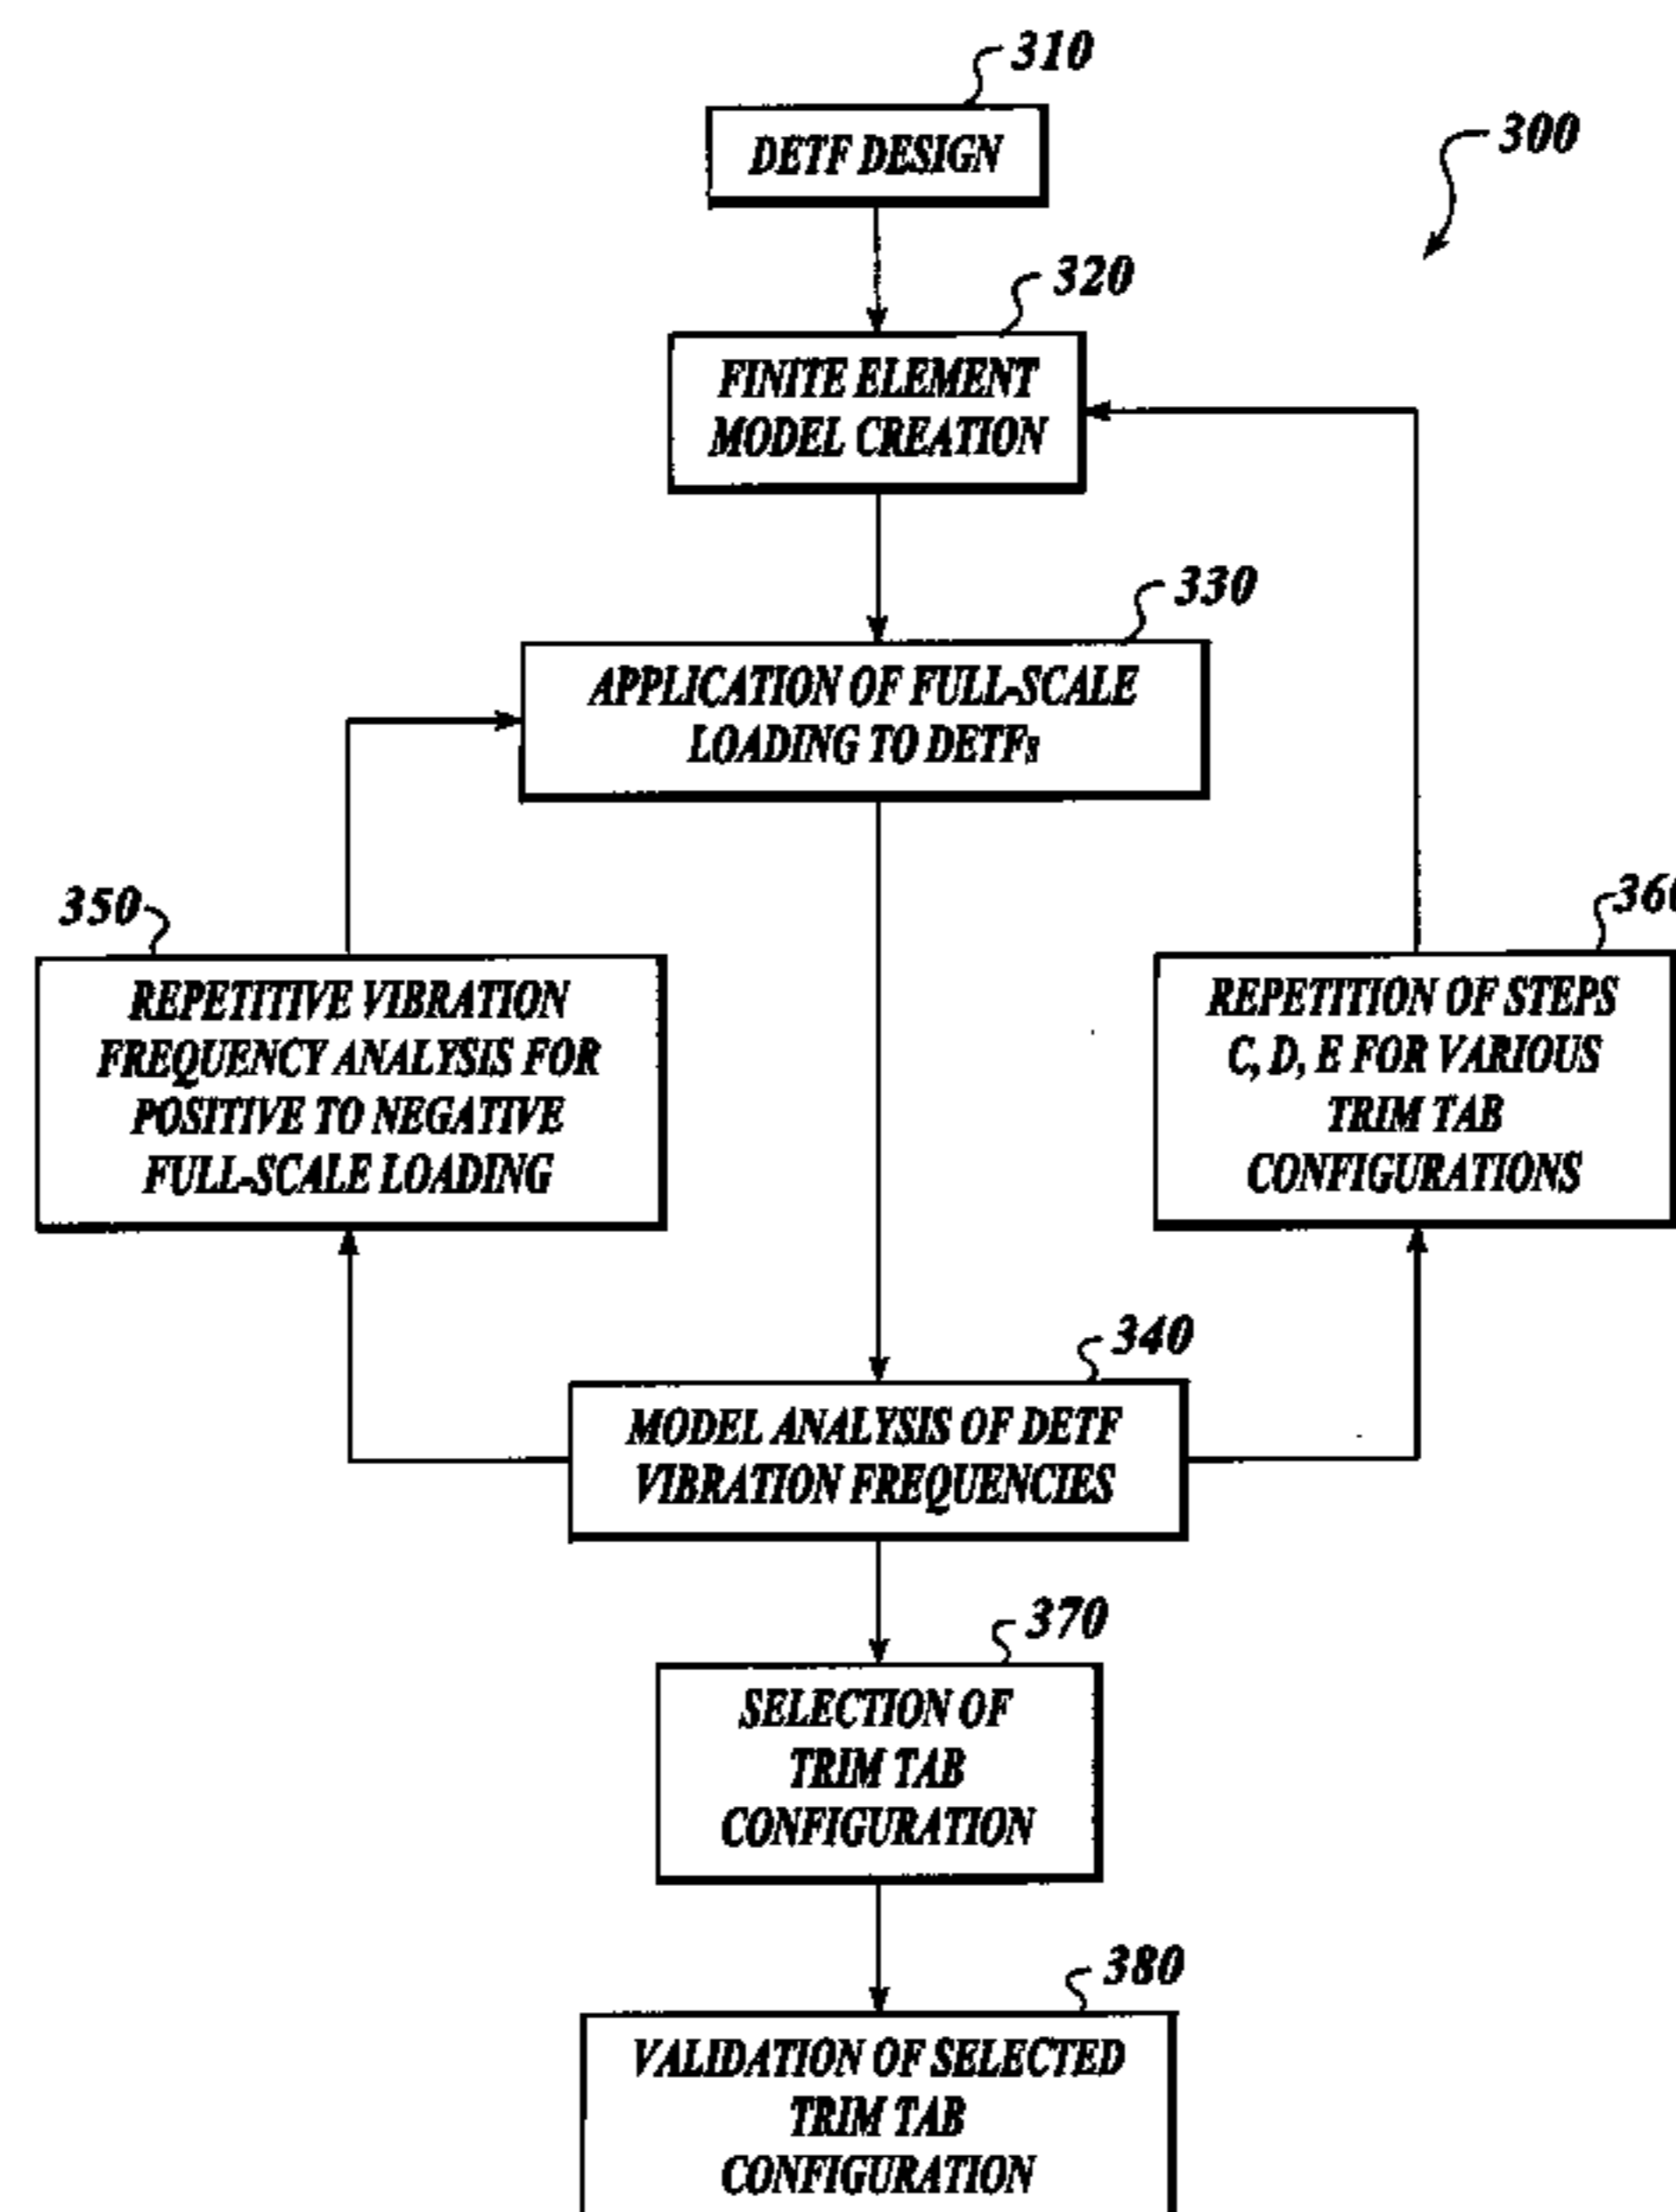 310
DETF DESIGN
300
320
FINITE ELEMENT
MODEL CREATION
330
APPLICATION OF FULL-SCALE
LOADING TO DETFs
350
REPETITIVE VIBRATION
FREQUENCY ANALYSIS FOR
POSITIVE TO NEGATIVE
FULL-SCALE LOADING
360
REPETITION OF STEPS
C, D, E FOR VARIOUS
TRIM TAB
CONFIGURATIONS
340
MODEL ANALYSIS OF DETF
VIBRATION FREQUENCIES
370
SELECTION OF
TRIM TAB
CONFIGURATION
380
VALIDATION OF SELECTED
TRIM TAB
CONFIGURATION